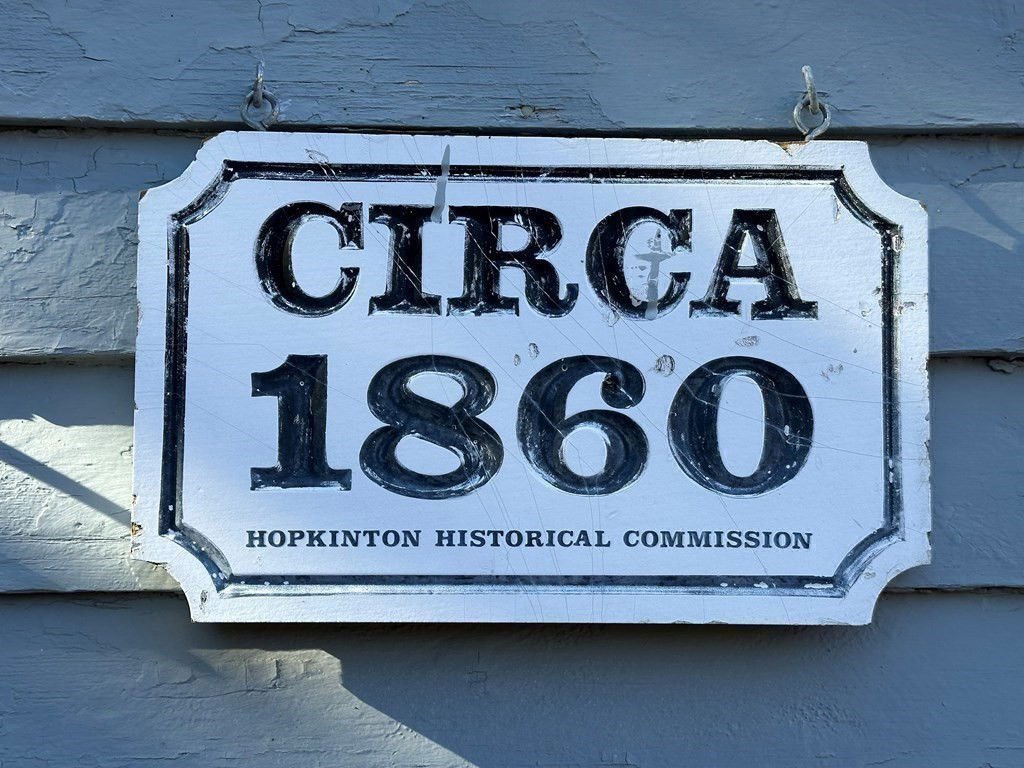 CIRCA
1860
HOPKINTON HISTORICAL COMMISSION